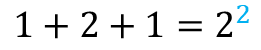 1 + 2 + 1 = 2²